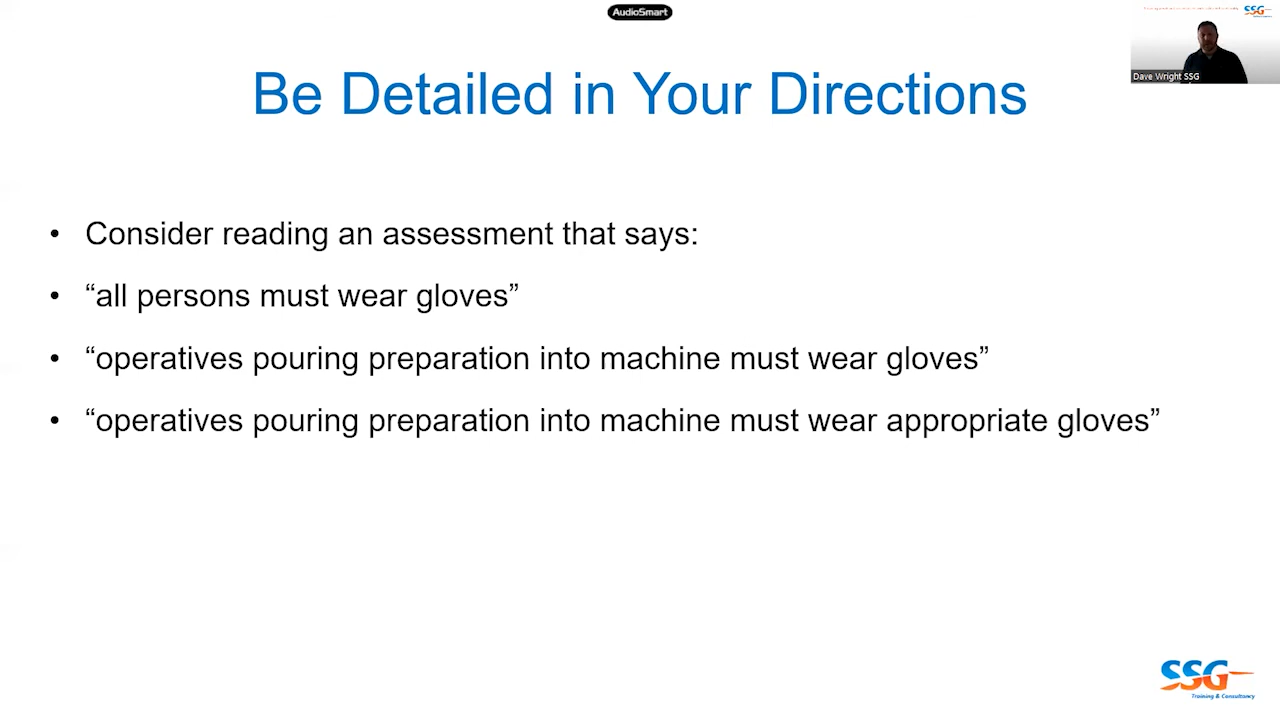 AudioSmart
SSG
Dave Wright SSG
Be Detailed in Your Directions
• Consider reading an assessment that says:
• “all persons must wear gloves”
• “operatives pouring preparation into machine must wear gloves”
• “operatives pouring preparation into machine must wear appropriate gloves”
SSG
Training & Consultancy